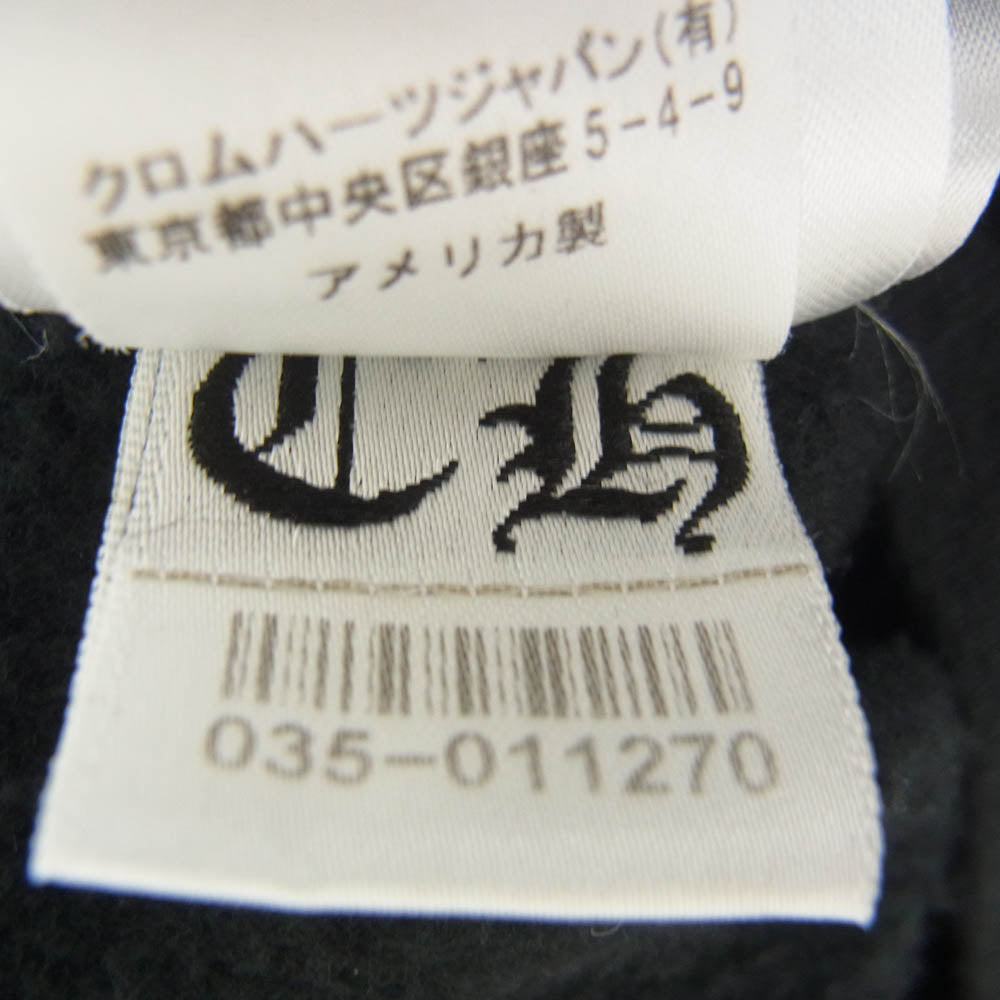 クロムハーツジャパン(有)
東京都中央区銀座5-4-9
アメリカ製
CH
035-011270